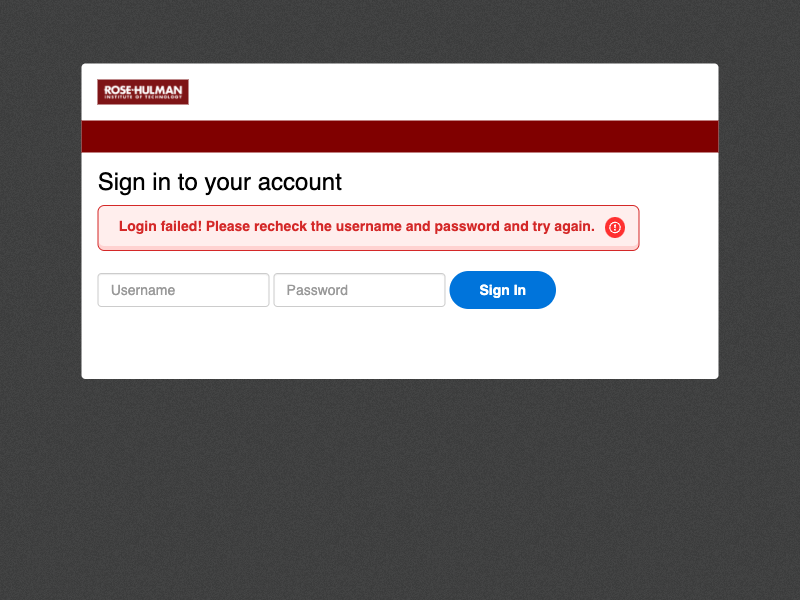 ROSE-HULMAN
INSTITUTE OF TECHNOLOGY
Sign in to your account
Login failed! Please recheck the username and password and try again.
Username Password Sign In